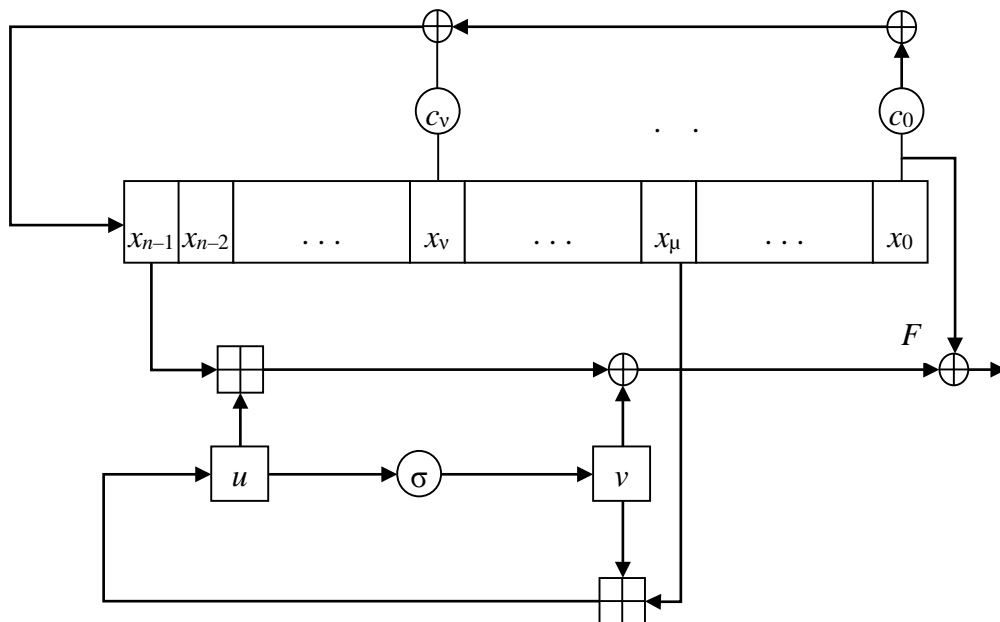 cν c0
. .
xn–1 xn–2 . . . xν . . . xμ . . . x0
F
u σ v